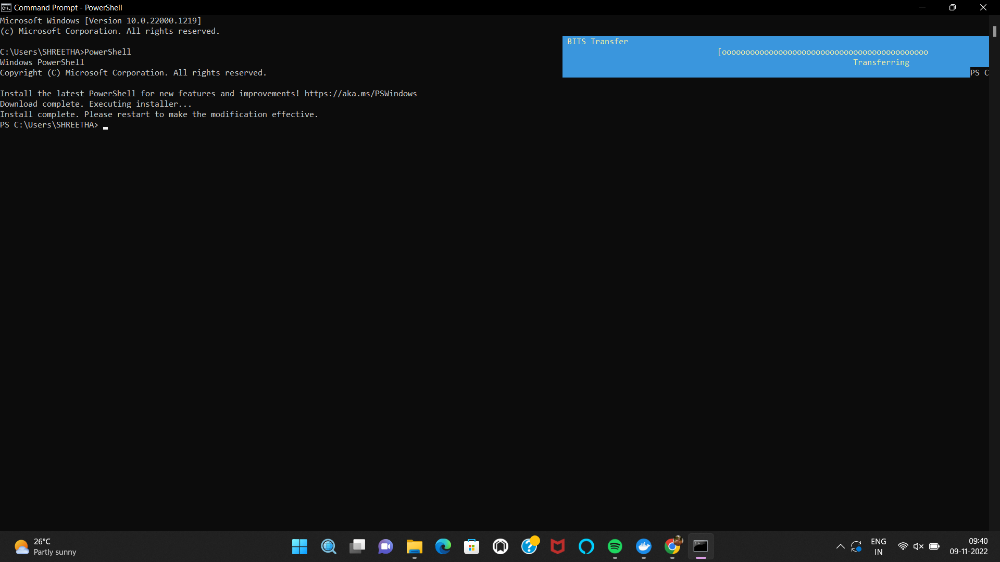 Command Prompt - PowerShell
Microsoft Windows [Version 10.0.22000.1219]
(c) Microsoft Corporation. All rights reserved.
BITS Transfer
[oooooooooooooooooooooooooooooooooooooooooooo
Transferring
PS C
C:\Users\SHREETHA>PowerShell
Windows PowerShell
Copyright (C) Microsoft Corporation. All rights reserved.
Install the latest PowerShell for new features and improvements! https://aka.ms/PSWindows
Download complete. Executing installer...
Install complete. Please restart to make the modification effective.
PS C:\Users\SHREETHA>
26°C
Partly sunny
ENG
IN
09:40
09-11-2022